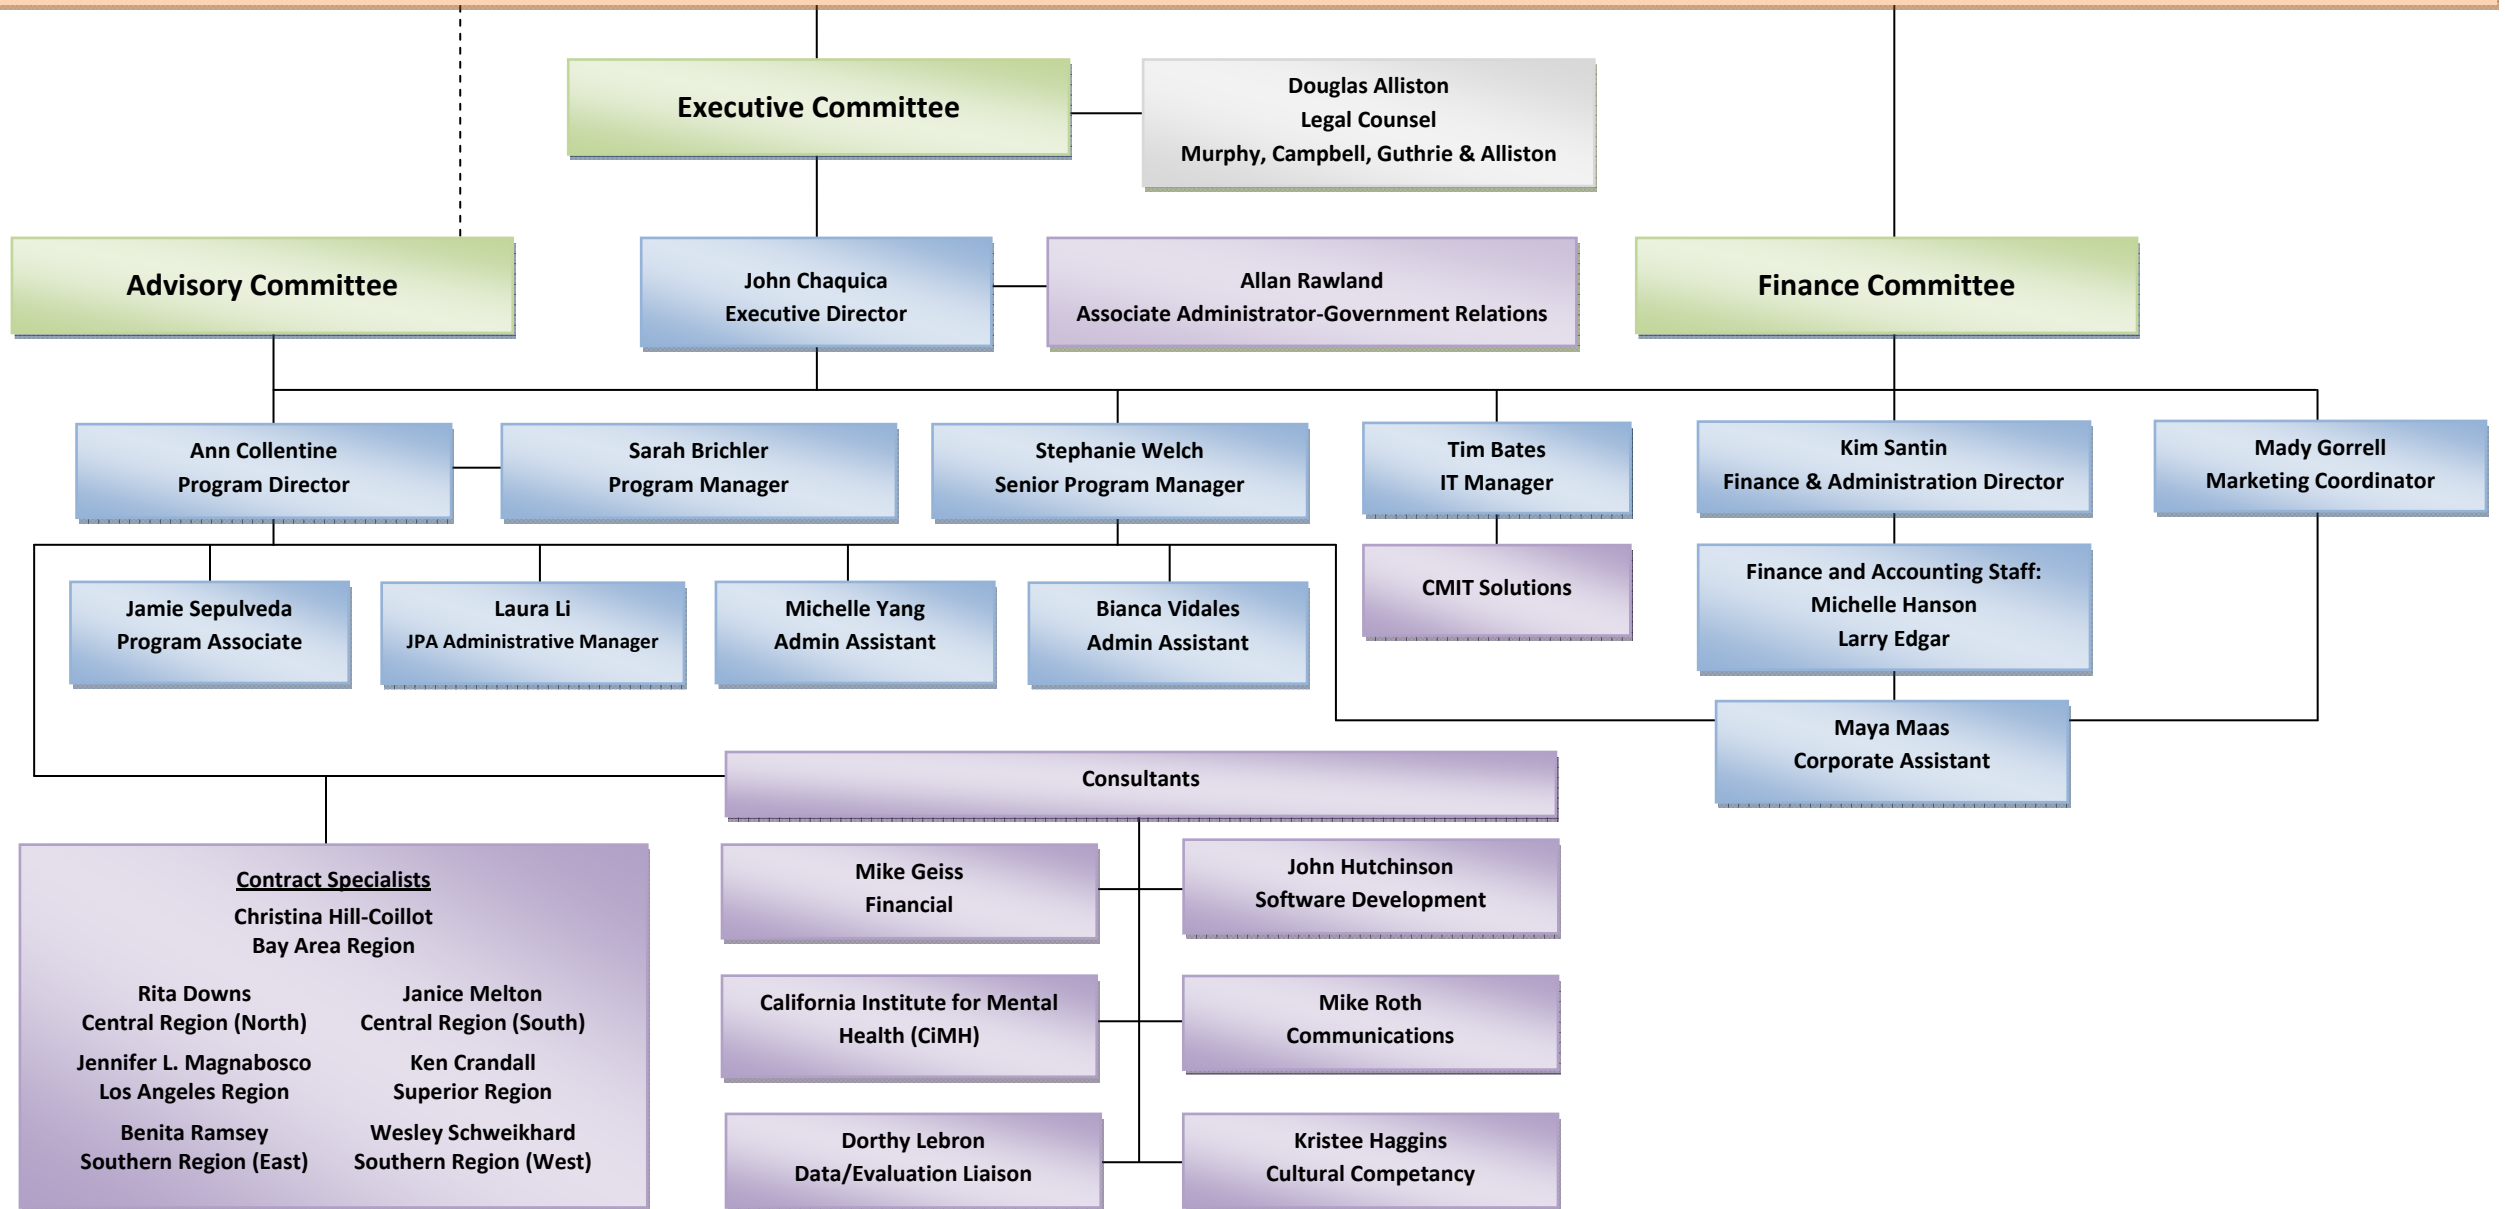 Executive Committee
Douglas Alliston
Legal Counsel
Murphy, Campbell, Guthrie & Alliston
Advisory Committee
John Chaquica
Executive Director
Allan Rawland
Associate Administrator-Government Relations
Finance Committee
Ann Collentine
Program Director
Sarah Brichler
Program Manager
Stephanie Welch
Senior Program Manager
Tim Bates
IT Manager
Kim Santin
Finance & Administration Director
Mady Gorrell
Marketing Coordinator
Jamie Sepulveda
Program Associate
Laura Li
JPA Administrative Manager
Michelle Yang
Admin Assistant
Bianca Vidales
Admin Assistant
CMIT Solutions
Finance and Accounting Staff:
Michelle Hanson
Larry Edgar
Maya Maas
Corporate Assistant
Consultants
Contract Specialists
Christina Hill-Coillot
Bay Area Region
Rita Downs
Central Region (North)
Janice Melton
Central Region (South)
Jennifer L. Magnabosco
Los Angeles Region
Ken Crandall
Superior Region
Benita Ramsey
Southern Region (East)
Wesley Schweikhard
Southern Region (West)
Mike Geiss
Financial
John Hutchinson
Software Development
California Institute for Mental
Health (CiMH)
Mike Roth
Communications
Dorthy Lebron
Data/Evaluation Liaison
Kristee Haggins
Cultural Competancy